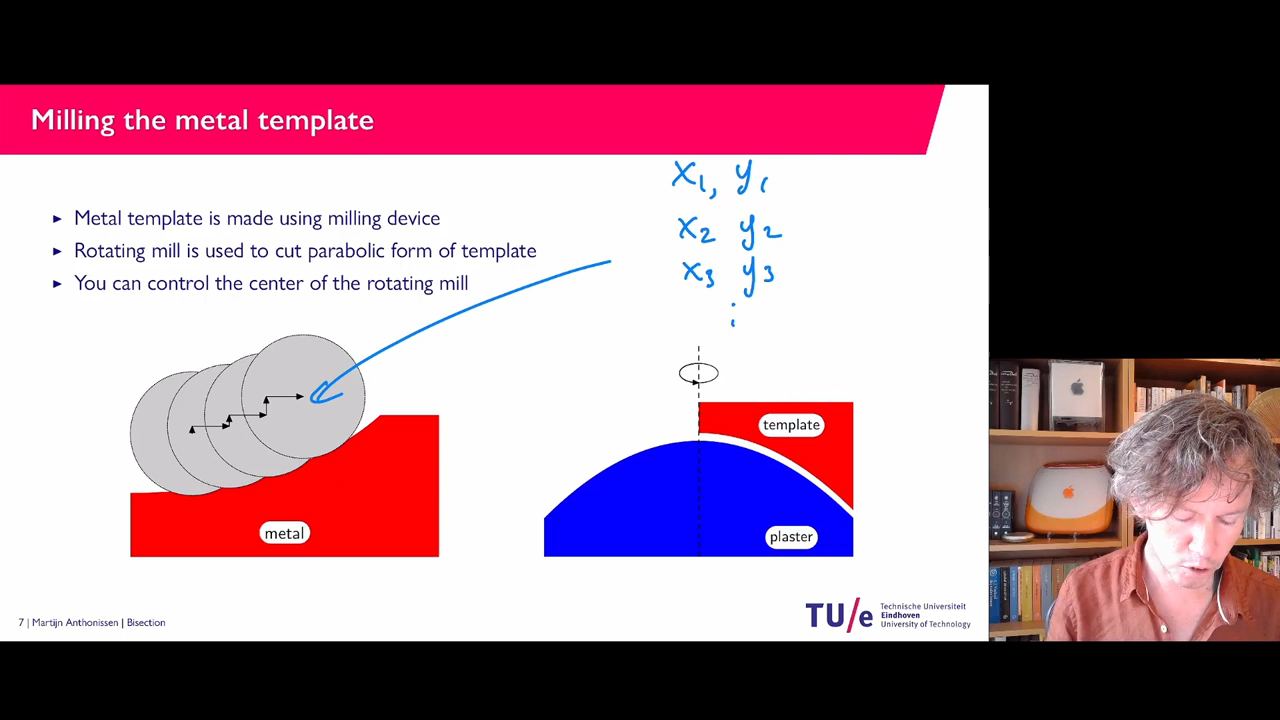 Milling the metal template
x1, y1
▶ Metal template is made using milling device
x2 y2
▶ Rotating mill is used to cut parabolic form of template
x3 y3
▶ You can control the center of the rotating mill
template
metal
plaster
7 | Martijn Anthonissen | Bisection
TU/e
Technische Universiteit
Eindhoven
University of Technology